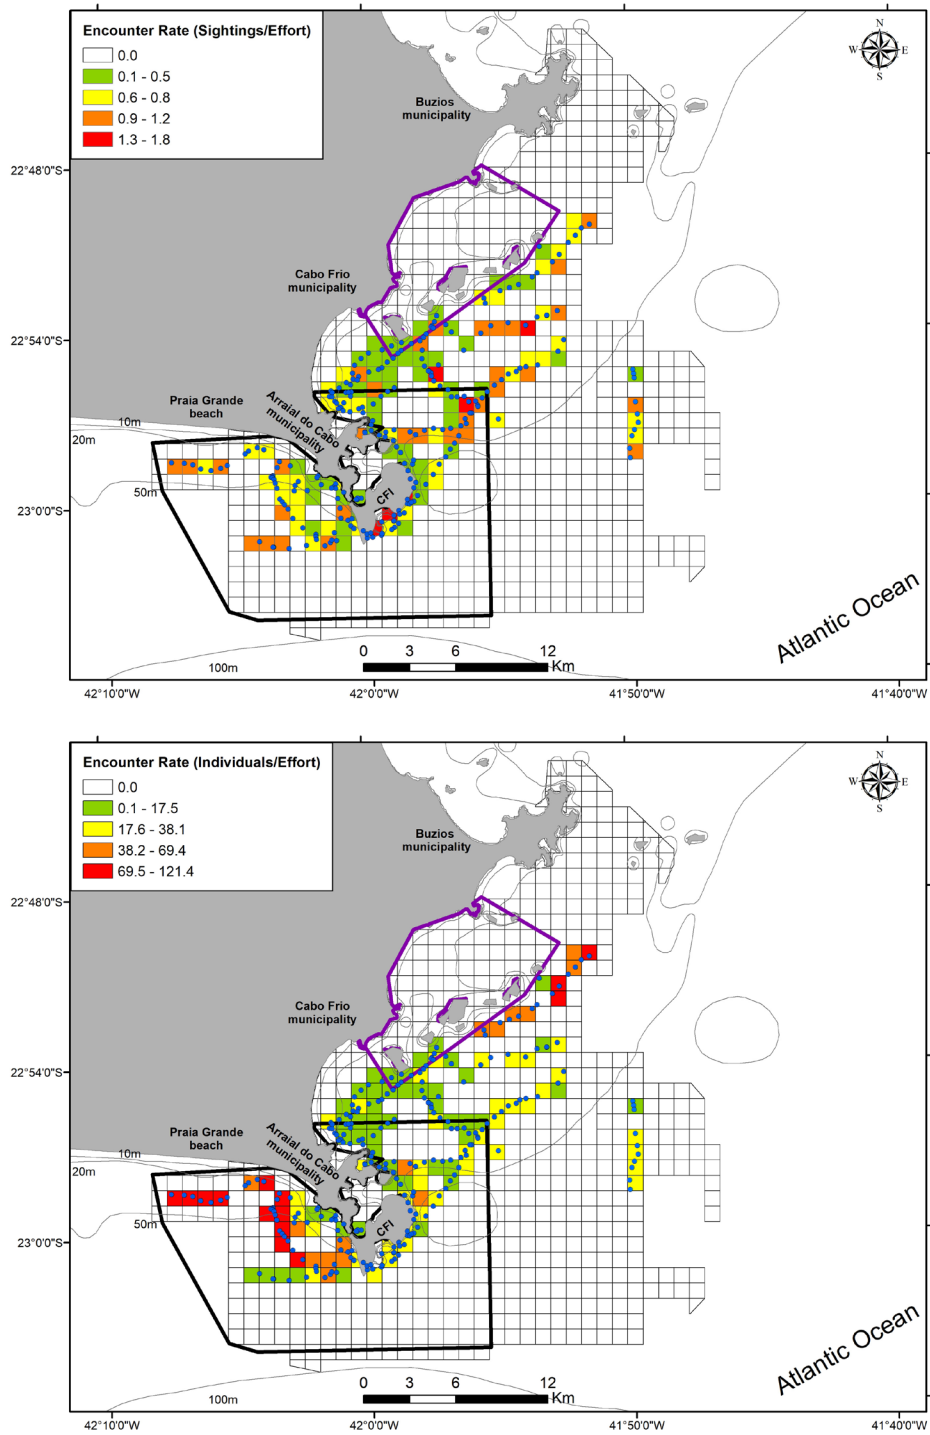 Encounter Rate (Sightings/Effort)
0.0
0.1 - 0.5
0.6 - 0.8
0.9 - 1.2
1.3 - 1.8
N
W E
S
Buzios
municipality
22°48'0"S
Cabo Frio
municipality
22°54'0"S
Praia Grande
beach
Arraial do Cabo
municipality
10m
20m
50m
CFI
23°0'0"S
Atlantic Ocean
100m
0 3 6 12
Km
42°10'0"W 42°0'0"W 41°50'0"W 41°40'0"W
Encounter Rate (Individuals/Effort)
0.0
0.1 - 17.5
17.6 - 38.1
38.2 - 69.4
69.5 - 121.4
N
W E
S
Buzios
municipality
22°48'0"S
Cabo Frio
municipality
22°54'0"S
Praia Grande
beach
Arraial do Cabo
municipality
10m
20m
50m
CFI
23°0'0"S
Atlantic Ocean
100m
0 3 6 12
Km
42°10'0"W 42°0'0"W 41°50'0"W 41°40'0"W